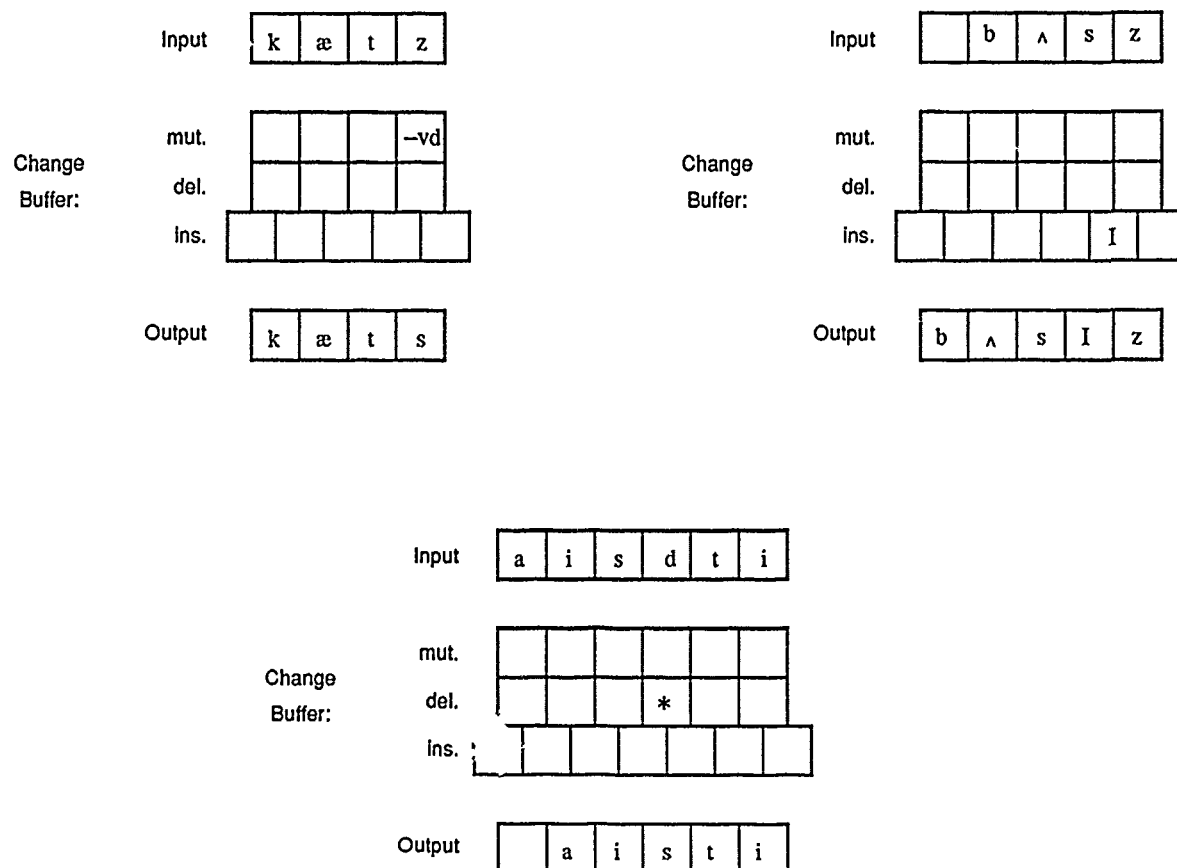 Input k æ t z
mut. –vd
Change
Buffer:
del.
ins.
Output k æ t s
Input b ʌ s z
mut.
Change
Buffer:
del.
ins. I
Output b ʌ s I z
Input a i s d t i
mut.
Change
Buffer:
del. *
ins.
Output a i s t i